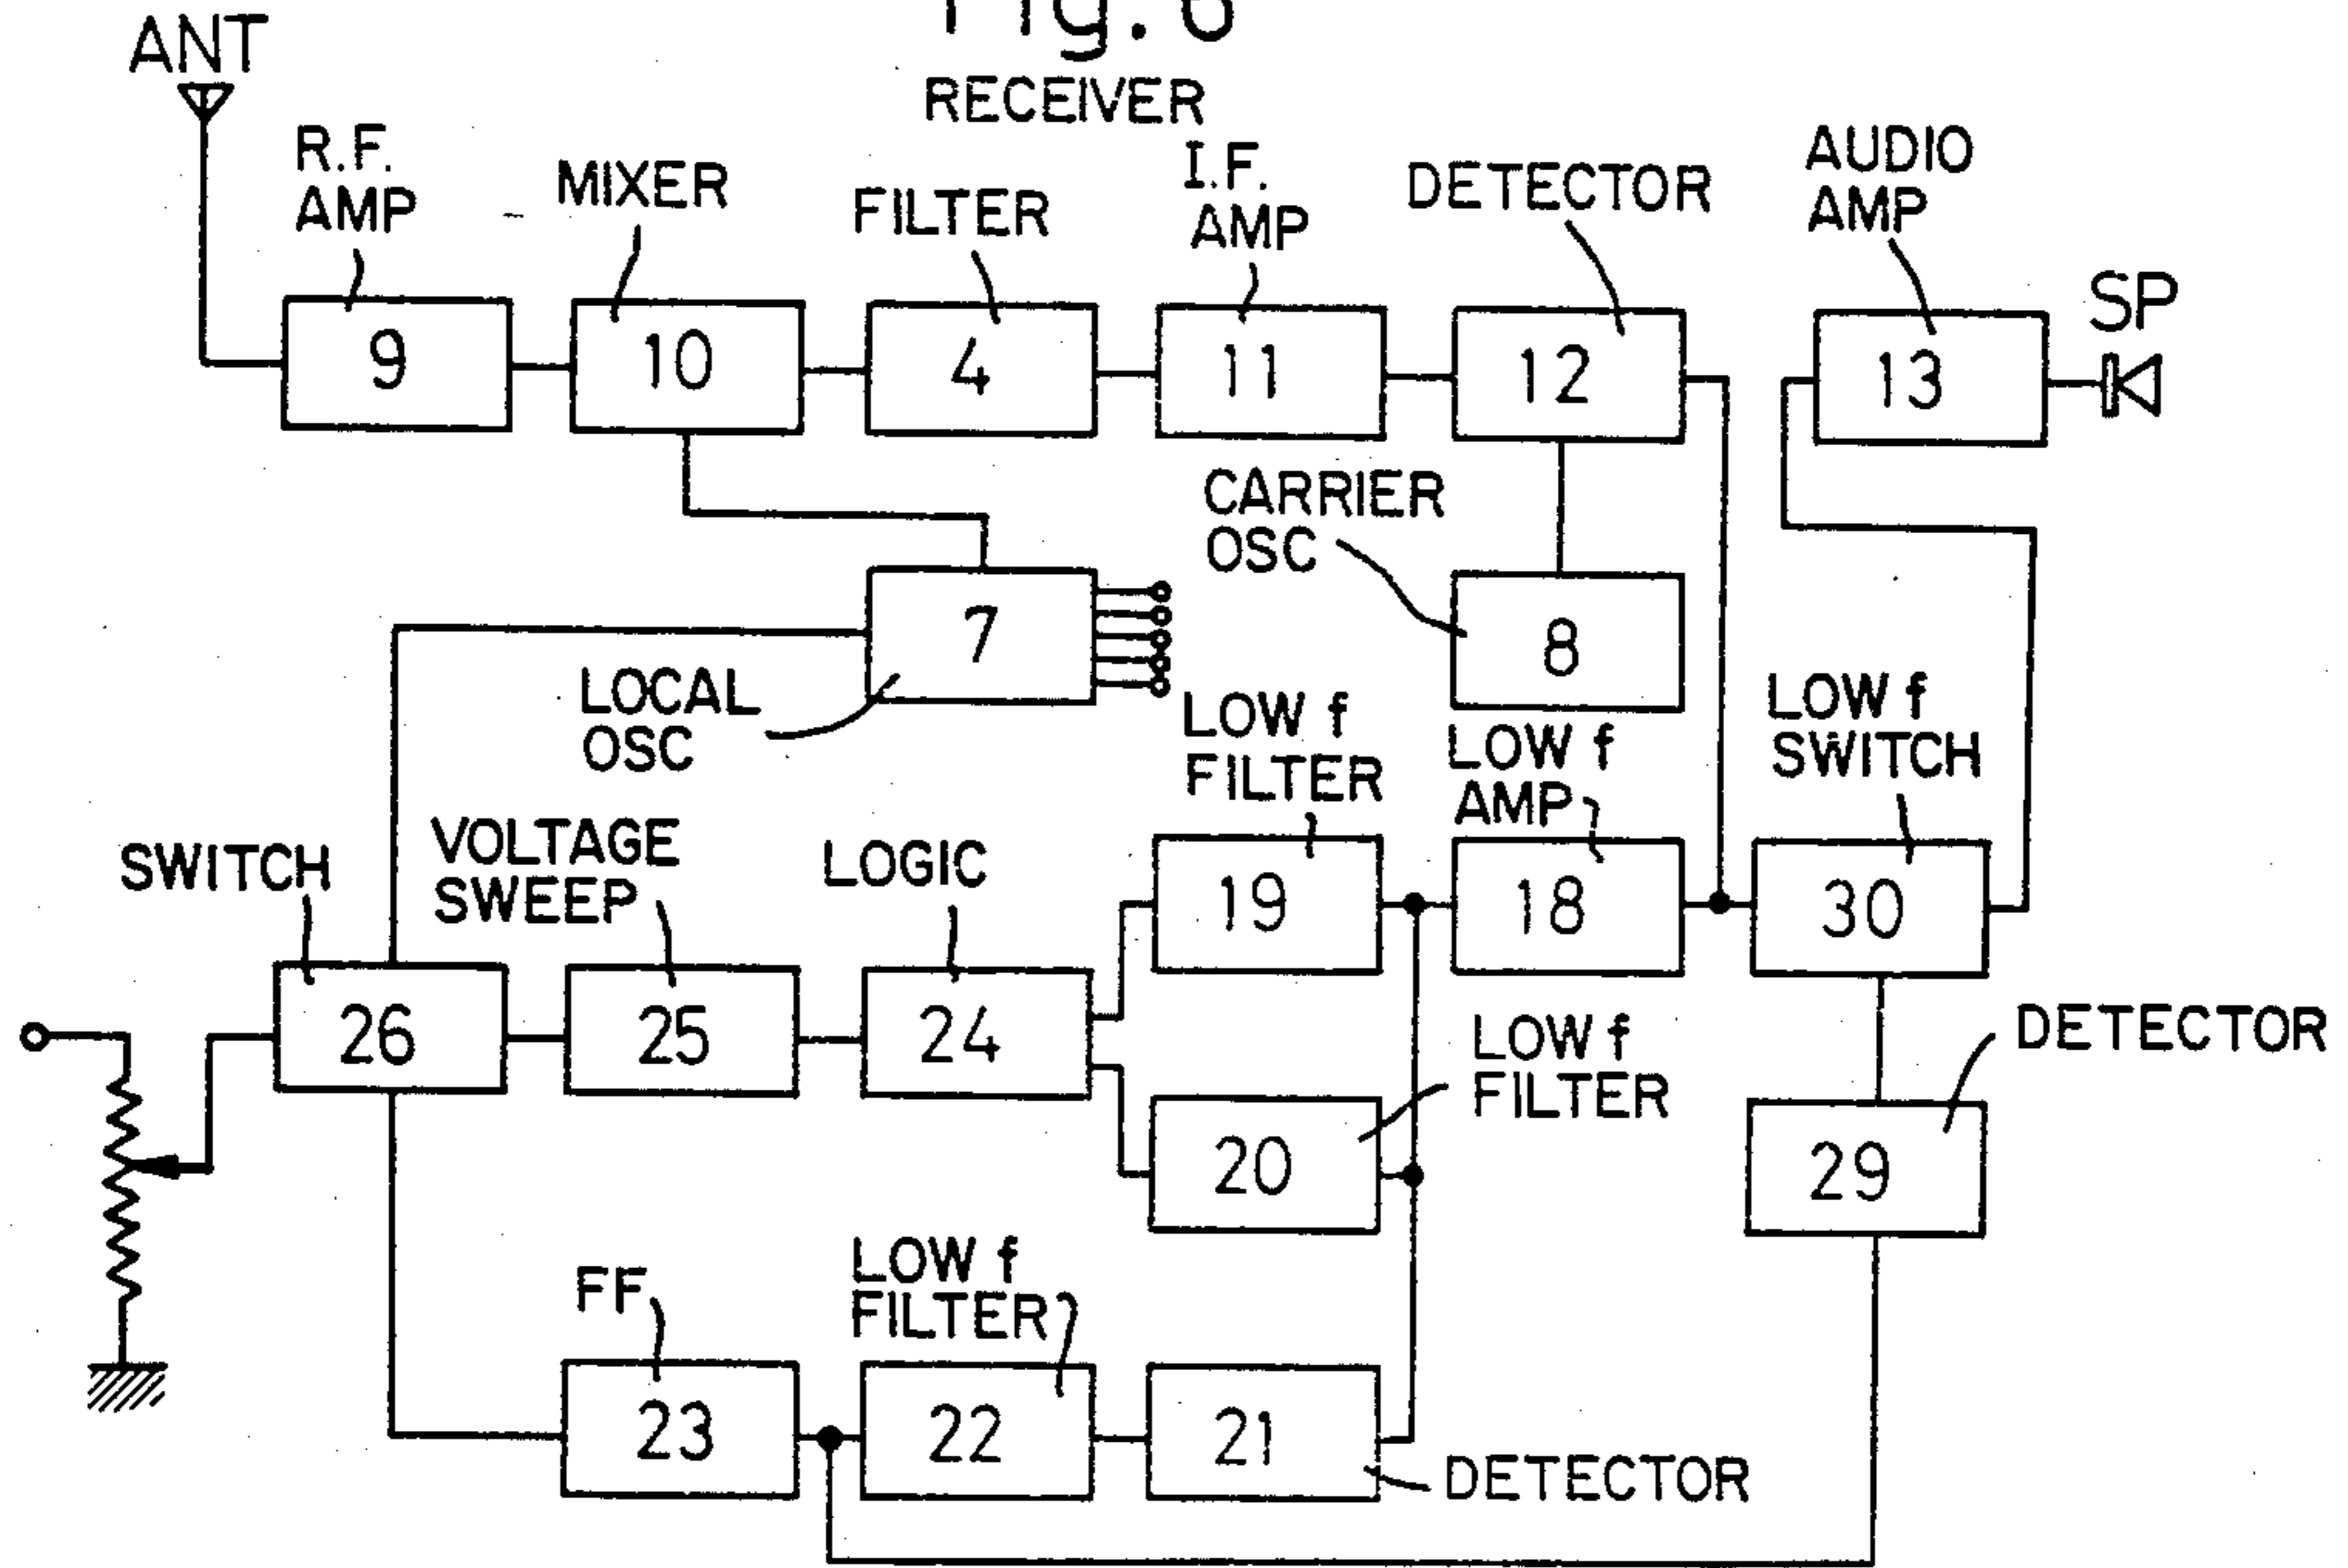 Fig. 6
RECEIVER
ANT
R.F.
AMP
MIXER
FILTER
I.F.
AMP
DETECTOR
AUDIO
AMP
SP
9
10
4
11
12
13
CARRIER
OSC
7
8
LOCAL
OSC
LOW f
FILTER
LOW f
AMP
LOW f
SWITCH
SWITCH
VOLTAGE
SWEEP
LOGIC
19
18
30
26
25
24
LOW f
FILTER
DETECTOR
20
29
FF
LOW f
FILTER
23
22
21
DETECTOR